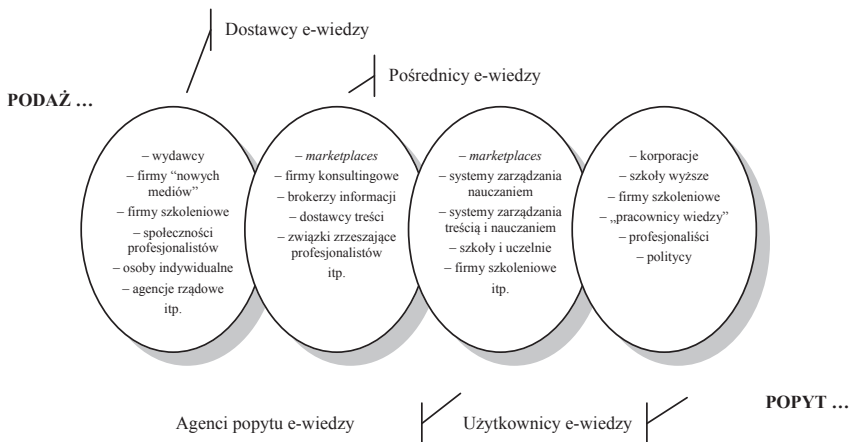 Dostawcy e-wiedzy
Pośrednicy e-wiedzy
PODAŻ …
– wydawcy
– firmy “nowych
mediów”
– firmy szkoleniowe
– społeczności
profesjonalistów
– osoby indywidualne
– agencje rządowe
itp.
– marketplaces
– firmy konsultingowe
– brokerzy informacji
– dostawcy treści
– związki zrzeszające
profesjonalistów
itp.
– marketplaces
– systemy zarządzania
nauczaniem
– systemy zarządzania
treścią i nauczaniem
– szkoły i uczelnie
– firmy szkoleniowe
itp.
– korporacje
– szkoły wyższe
– firmy szkoleniowe
– „pracownicy wiedzy”
– profesjonaliści
– politycy
POPYT …
Agenci popytu e-wiedzy
Użytkownicy e-wiedzy